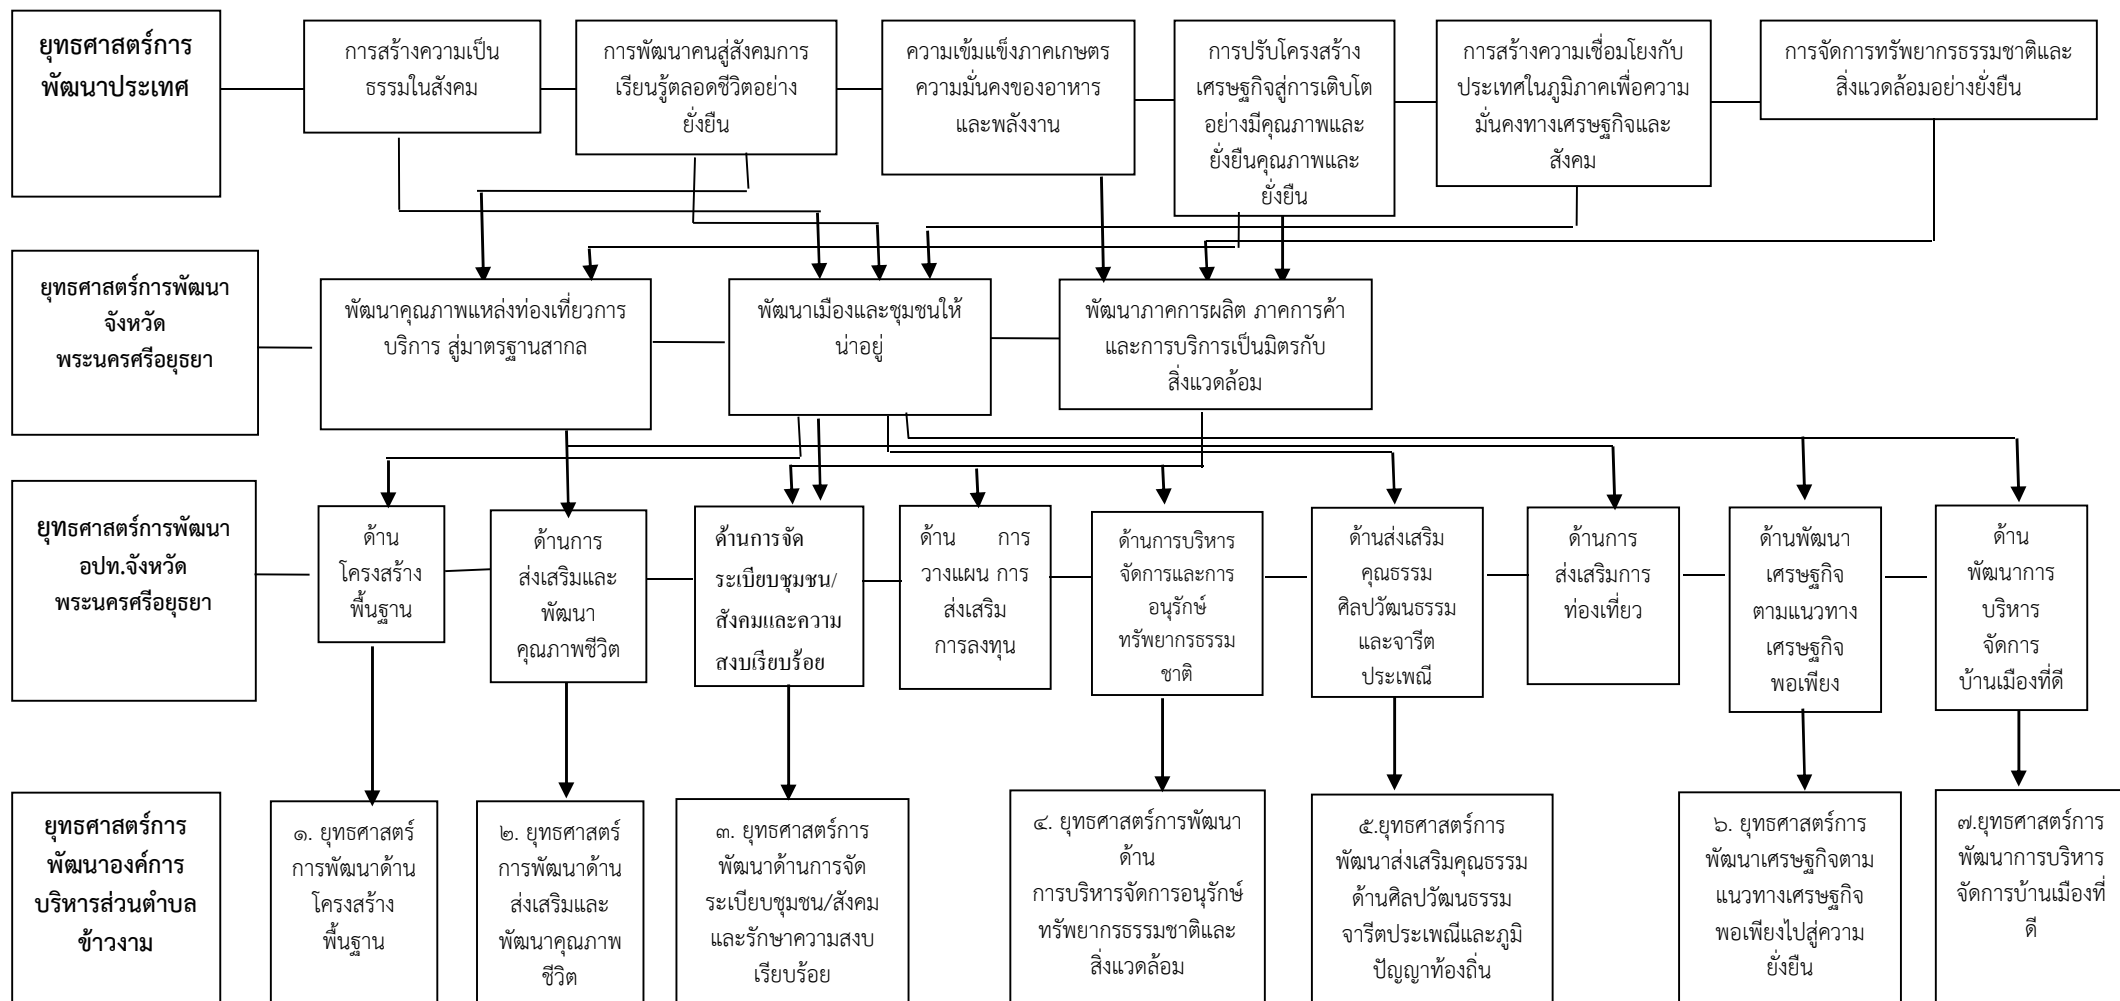 ยุทธศาสตร์การ
พัฒนาประเทศ
การสร้างความเป็น
ธรรมในสังคม
การพัฒนาคนสู่สังคมการ
เรียนรู้ตลอดชีวิตอย่าง
ยั่งยืน
ความเข้มแข็งภาคเกษตร
ความมั่นคงของอาหาร
และพลังงาน
การปรับโครงสร้าง
เศรษฐกิจสู่การเติบโต
อย่างมีคุณภาพและ
ยั่งยืนคุณภาพและ
ยั่งยืน
การสร้างความเชื่อมโยงกับ
ประเทศในภูมิภาคเพื่อความ
มั่นคงทางเศรษฐกิจและ
สังคม
การจัดการทรัพยากรธรรมชาติและ
สิ่งแวดล้อมอย่างยั่งยืน
ยุทธศาสตร์การพัฒนา
จังหวัด
พระนครศรีอยุธยา
พัฒนาคุณภาพแหล่งท่องเที่ยวการ
บริการ สู่มาตรฐานสากล
พัฒนาเมืองและชุมชนให้
น่าอยู่
พัฒนาภาคการผลิต ภาคการค้า
และการบริการเป็นมิตรกับ
สิ่งแวดล้อม
ยุทธศาสตร์การพัฒนา
อปท.จังหวัด
พระนครศรีอยุธยา
ด้าน
โครงสร้าง
พื้นฐาน
ด้านการ
ส่งเสริมและ
พัฒนา
คุณภาพชีวิต
ด้านการจัด
ระเบียบชุมชน/
สังคมและความ
สงบเรียบร้อย
ด้าน การ
วางแผน การ
ส่งเสริม
การลงทุน
ด้านการบริหาร
จัดการและการ
อนุรักษ์
ทรัพยากรธรรม
ชาติ
ด้านส่งเสริม
คุณธรรม
ศิลปวัฒนธรรม
และจารีต
ประเพณี
ด้านการ
ส่งเสริมการ
ท่องเที่ยว
ด้านพัฒนา
เศรษฐกิจ
ตามแนวทาง
เศรษฐกิจ
พอเพียง
ด้าน
พัฒนาการ
บริหาร
จัดการ
บ้านเมืองที่ดี
ยุทธศาสตร์การ
พัฒนาองค์การ
บริหารส่วนตำบล
ข้าวงาม
๑. ยุทธศาสตร์
การพัฒนาด้าน
โครงสร้าง
พื้นฐาน
๒. ยุทธศาสตร์
การพัฒนาด้าน
ส่งเสริมและ
พัฒนาคุณภาพ
ชีวิต
๓. ยุทธศาสตร์การ
พัฒนาด้านการจัด
ระเบียบชุมชน/สังคม
และรักษาความสงบ
เรียบร้อย
๔. ยุทธศาสตร์การพัฒนา
ด้าน
การบริหารจัดการอนุรักษ์
ทรัพยากรธรรมชาติและ
สิ่งแวดล้อม
๕.ยุทธศาสตร์การ
พัฒนาส่งเสริมคุณธรรม
ด้านศิลปวัฒนธรรม
จารีตประเพณีและภูมิ
ปัญญาท้องถิ่น
๖. ยุทธศาสตร์การ
พัฒนาเศรษฐกิจตาม
แนวทางเศรษฐกิจ
พอเพียงไปสู่ความ
ยั่งยืน
๗.ยุทธศาสตร์การ
พัฒนาการบริหาร
จัดการบ้านเมืองที่
ดี